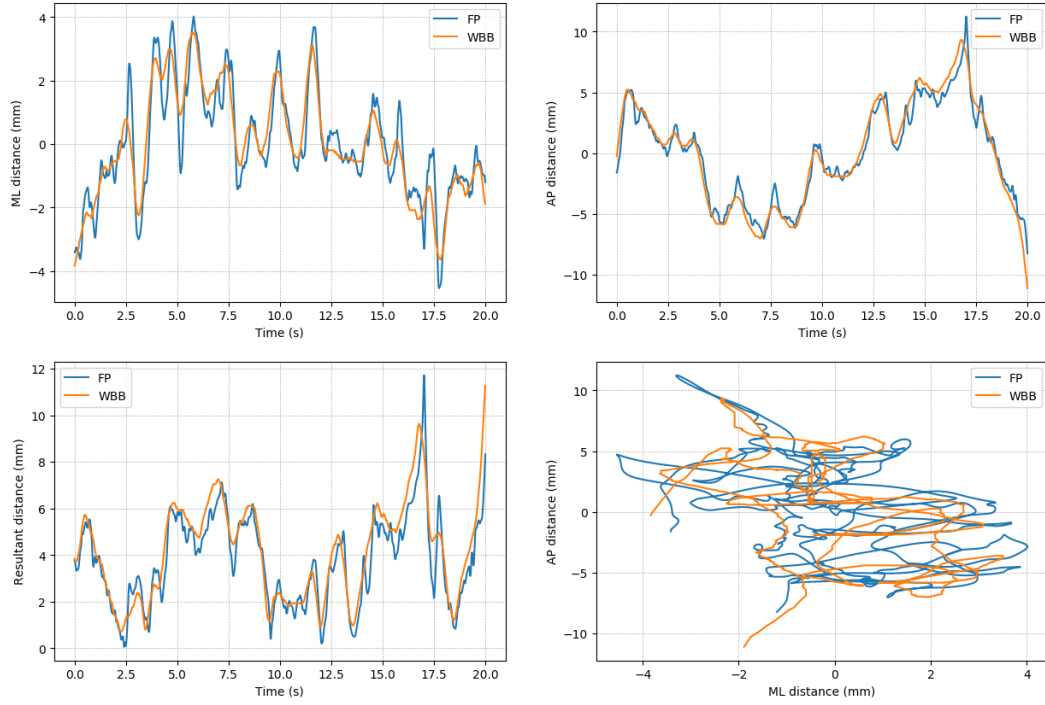 FP
WBB
ML distance (mm)
4
2
0
−2
−4
0.0 2.5 5.0 7.5 10.0 12.5 15.0 17.5 20.0
Time (s)
FP
WBB
AP distance (mm)
10
5
0
−5
−10
0.0 2.5 5.0 7.5 10.0 12.5 15.0 17.5 20.0
Time (s)
FP
WBB
Resultant distance (mm)
12
10
8
6
4
2
0
0.0 2.5 5.0 7.5 10.0 12.5 15.0 17.5 20.0
Time (s)
FP
WBB
AP distance (mm)
10
5
0
−5
−10
−4 −2 0 2 4
ML distance (mm)